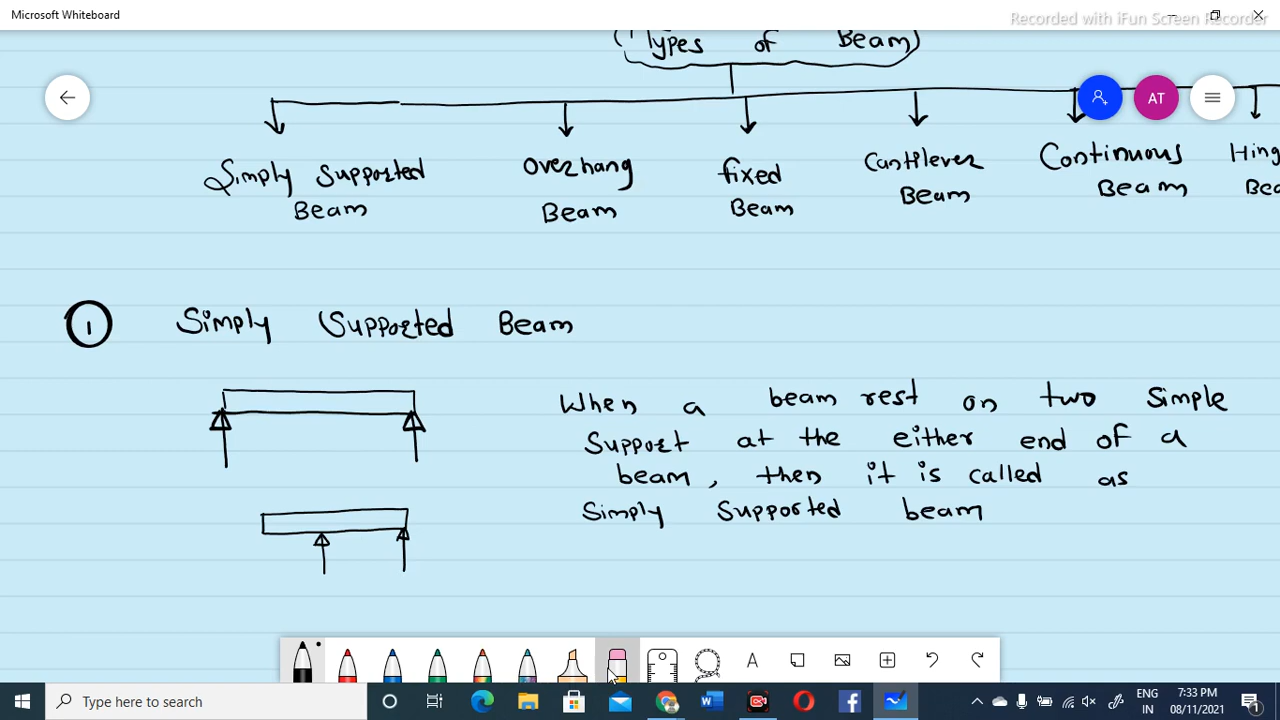 Microsoft Whiteboard
Recorded with iFun Screen Recorder
(Types of Beam)
AT
Simply Supported Beam
Overhang Beam
fixed Beam
Cantilever Beam
Continuous Beam
Hing
Bea
1 Simply Supported Beam
When a beam rest on two Simple
Support at the either end of a
beam, then it is called as
Simply Supported beam
A
W
Type here to search
ENG
IN
7:33 PM
08/11/2021
1